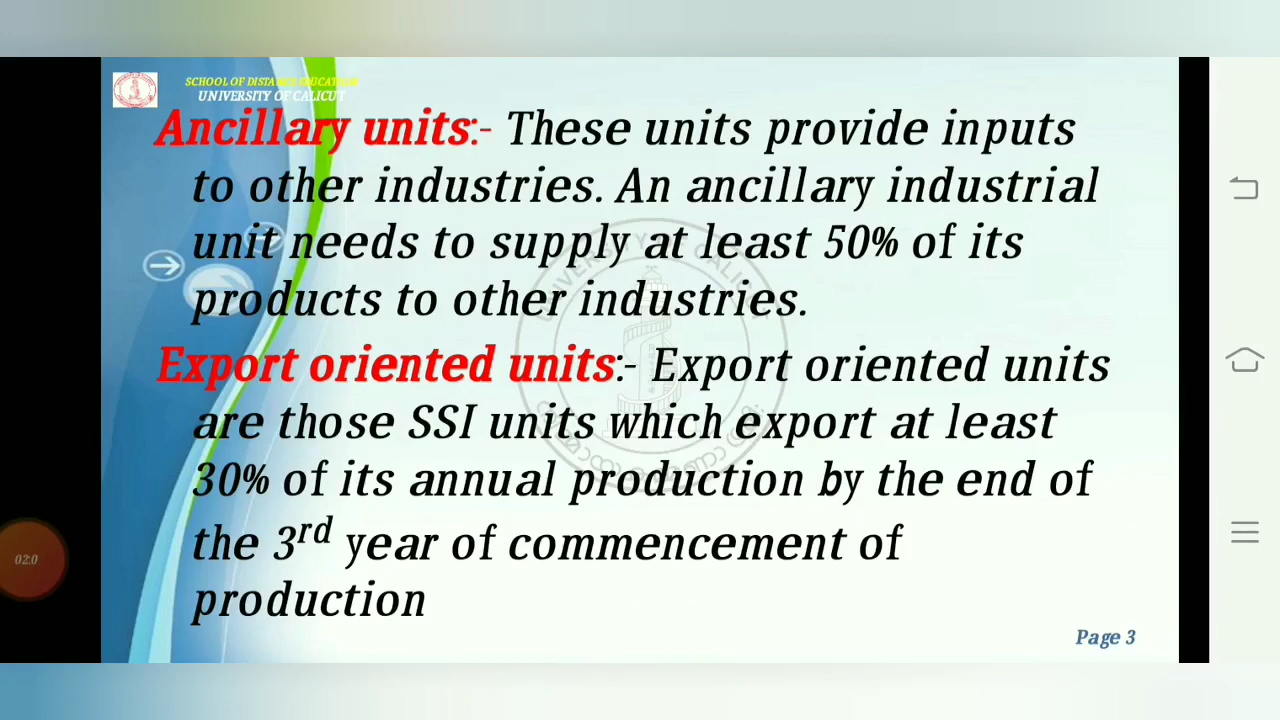 SCHOOL OF DISTANCE EDUCATION
UNIVERSITY OF CALICUT
Ancillary units:- These units provide inputs
to other industries. An ancillary industrial
unit needs to supply at least 50% of its
products to other industries.
Export oriented units:- Export oriented units
are those SSI units which export at least
30% of its annual production by the end of
the 3rd year of commencement of
production
02:0
Page 3